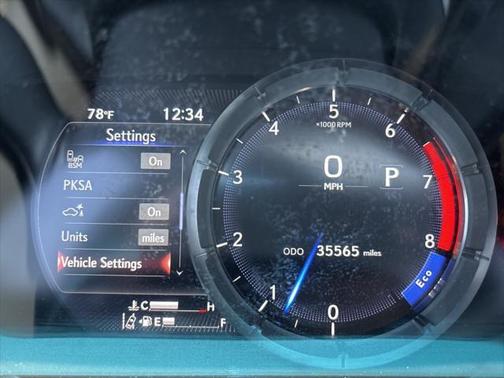 78°F 12:34
Settings
BSM On
PKSA
On
Units miles
Vehicle Settings
C H
E F
5
×1000 RPM
4 6
3 7
2 8
1 0
0
MPH
P
ODO 35565 miles
Eco